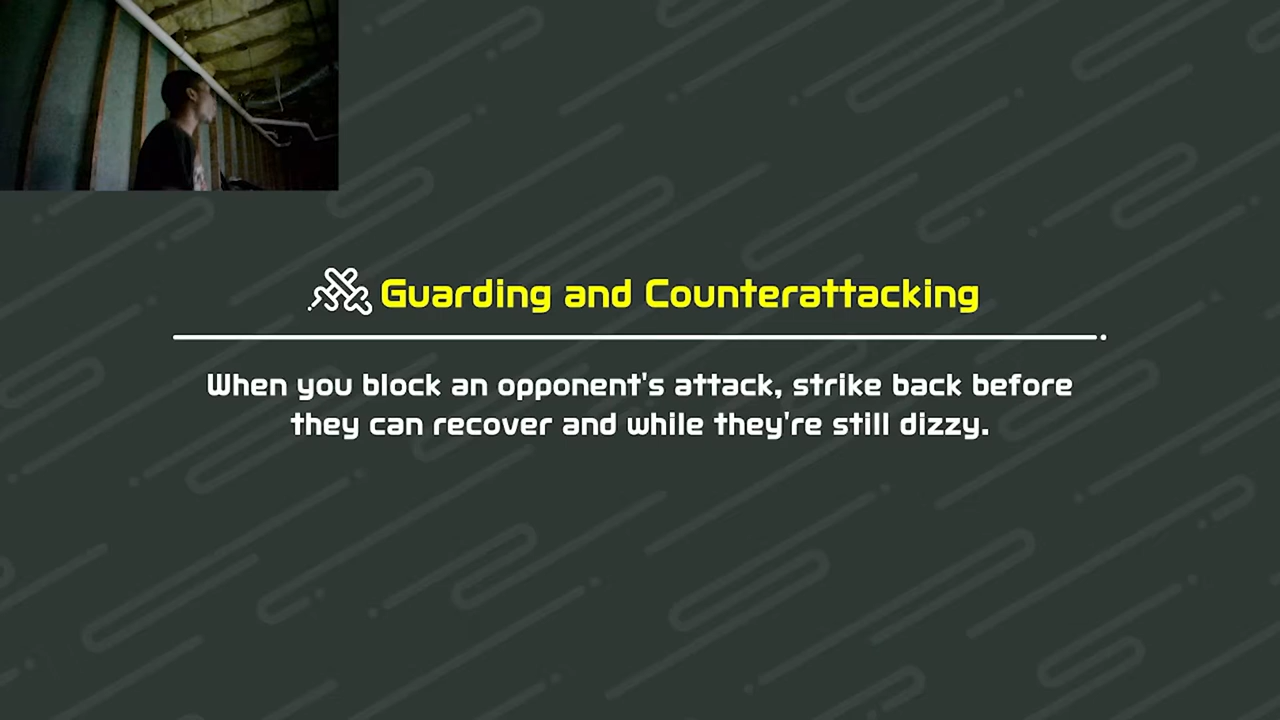 Guarding and Counterattacking
When you block an opponent's attack, strike back before
they can recover and while they're still dizzy.